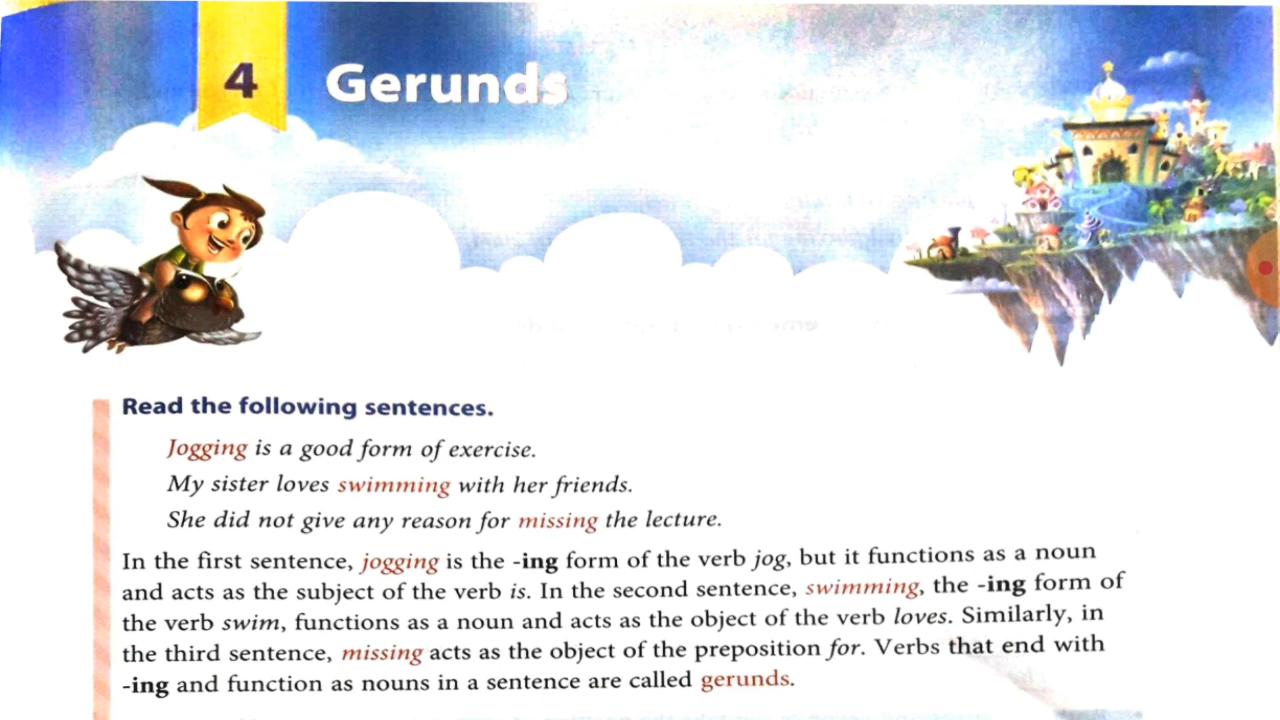 4 Gerunds
Read the following sentences.
Jogging is a good form of exercise.
My sister loves swimming with her friends.
She did not give any reason for missing the lecture.
In the first sentence, jogging is the -ing form of the verb jog, but it functions as a noun
and acts as the subject of the verb is. In the second sentence, swimming, the -ing form of
the verb swim, functions as a noun and acts as the object of the verb loves. Similarly, in
the third sentence, missing acts as the object of the preposition for. Verbs that end with
-ing and function as nouns in a sentence are called gerunds.